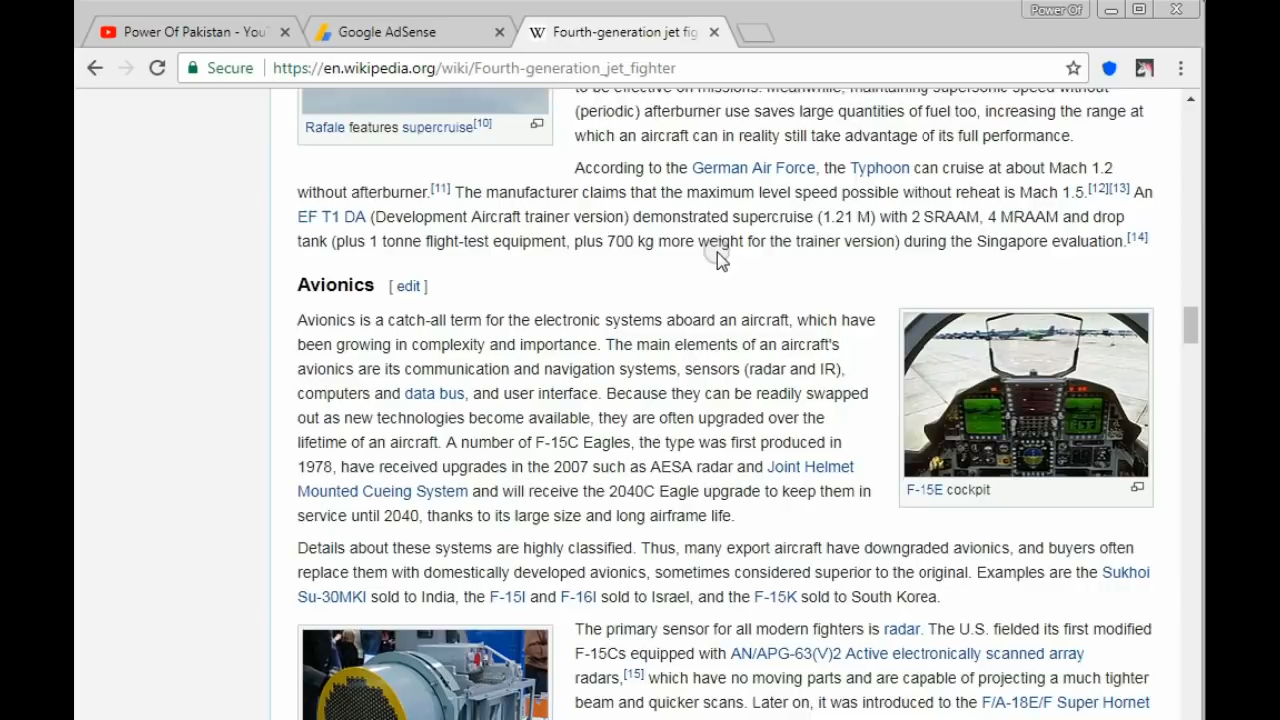 Power Of
Power Of Pakistan - You
Google AdSense
Fourth-generation jet fig
Secure https://en.wikipedia.org/wiki/Fourth-generation_jet_fighter
to be effective on missions. Meanwhile, maintaining supersonic speed without
(periodic) afterburner use saves large quantities of fuel too, increasing the range at
which an aircraft can in reality still take advantage of its full performance.
Rafale features supercruise[10]
According to the German Air Force, the Typhoon can cruise at about Mach 1.2
without afterburner.[11] The manufacturer claims that the maximum level speed possible without reheat is Mach 1.5.[12][13] An
EF T1 DA (Development Aircraft trainer version) demonstrated supercruise (1.21 M) with 2 SRAAM, 4 MRAAM and drop
tank (plus 1 tonne flight-test equipment, plus 700 kg more weight for the trainer version) during the Singapore evaluation.[14]
Avionics [ edit ]
Avionics is a catch-all term for the electronic systems aboard an aircraft, which have
been growing in complexity and importance. The main elements of an aircraft's
avionics are its communication and navigation systems, sensors (radar and IR),
computers and data bus, and user interface. Because they can be readily swapped
out as new technologies become available, they are often upgraded over the
lifetime of an aircraft. A number of F-15C Eagles, the type was first produced in
1978, have received upgrades in the 2007 such as AESA radar and Joint Helmet
Mounted Cueing System and will receive the 2040C Eagle upgrade to keep them in
service until 2040, thanks to its large size and long airframe life.
F-15E cockpit
Details about these systems are highly classified. Thus, many export aircraft have downgraded avionics, and buyers often
replace them with domestically developed avionics, sometimes considered superior to the original. Examples are the Sukhoi
Su-30MKI sold to India, the F-15I and F-16I sold to Israel, and the F-15K sold to South Korea.
The primary sensor for all modern fighters is radar. The U.S. fielded its first modified
F-15Cs equipped with AN/APG-63(V)2 Active electronically scanned array
radars,[15] which have no moving parts and are capable of projecting a much tighter
beam and quicker scans. Later on, it was introduced to the F/A-18E/F Super Hornet